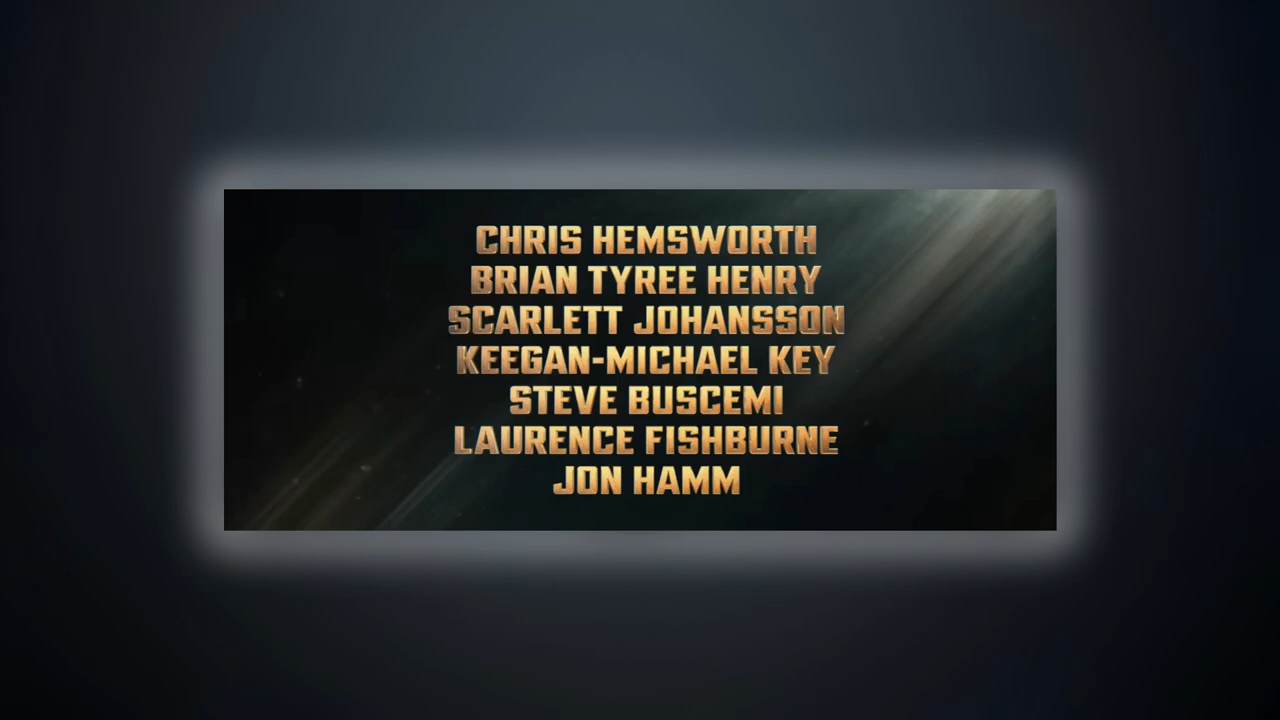 CHRIS HEMSWORTH
BRIAN TYREE HENRY
SCARLETT JOHANSSON
KEEGAN-MICHAEL KEY
STEVE BUSCEMI
LAURENCE FISHBURNE
JON HAMM